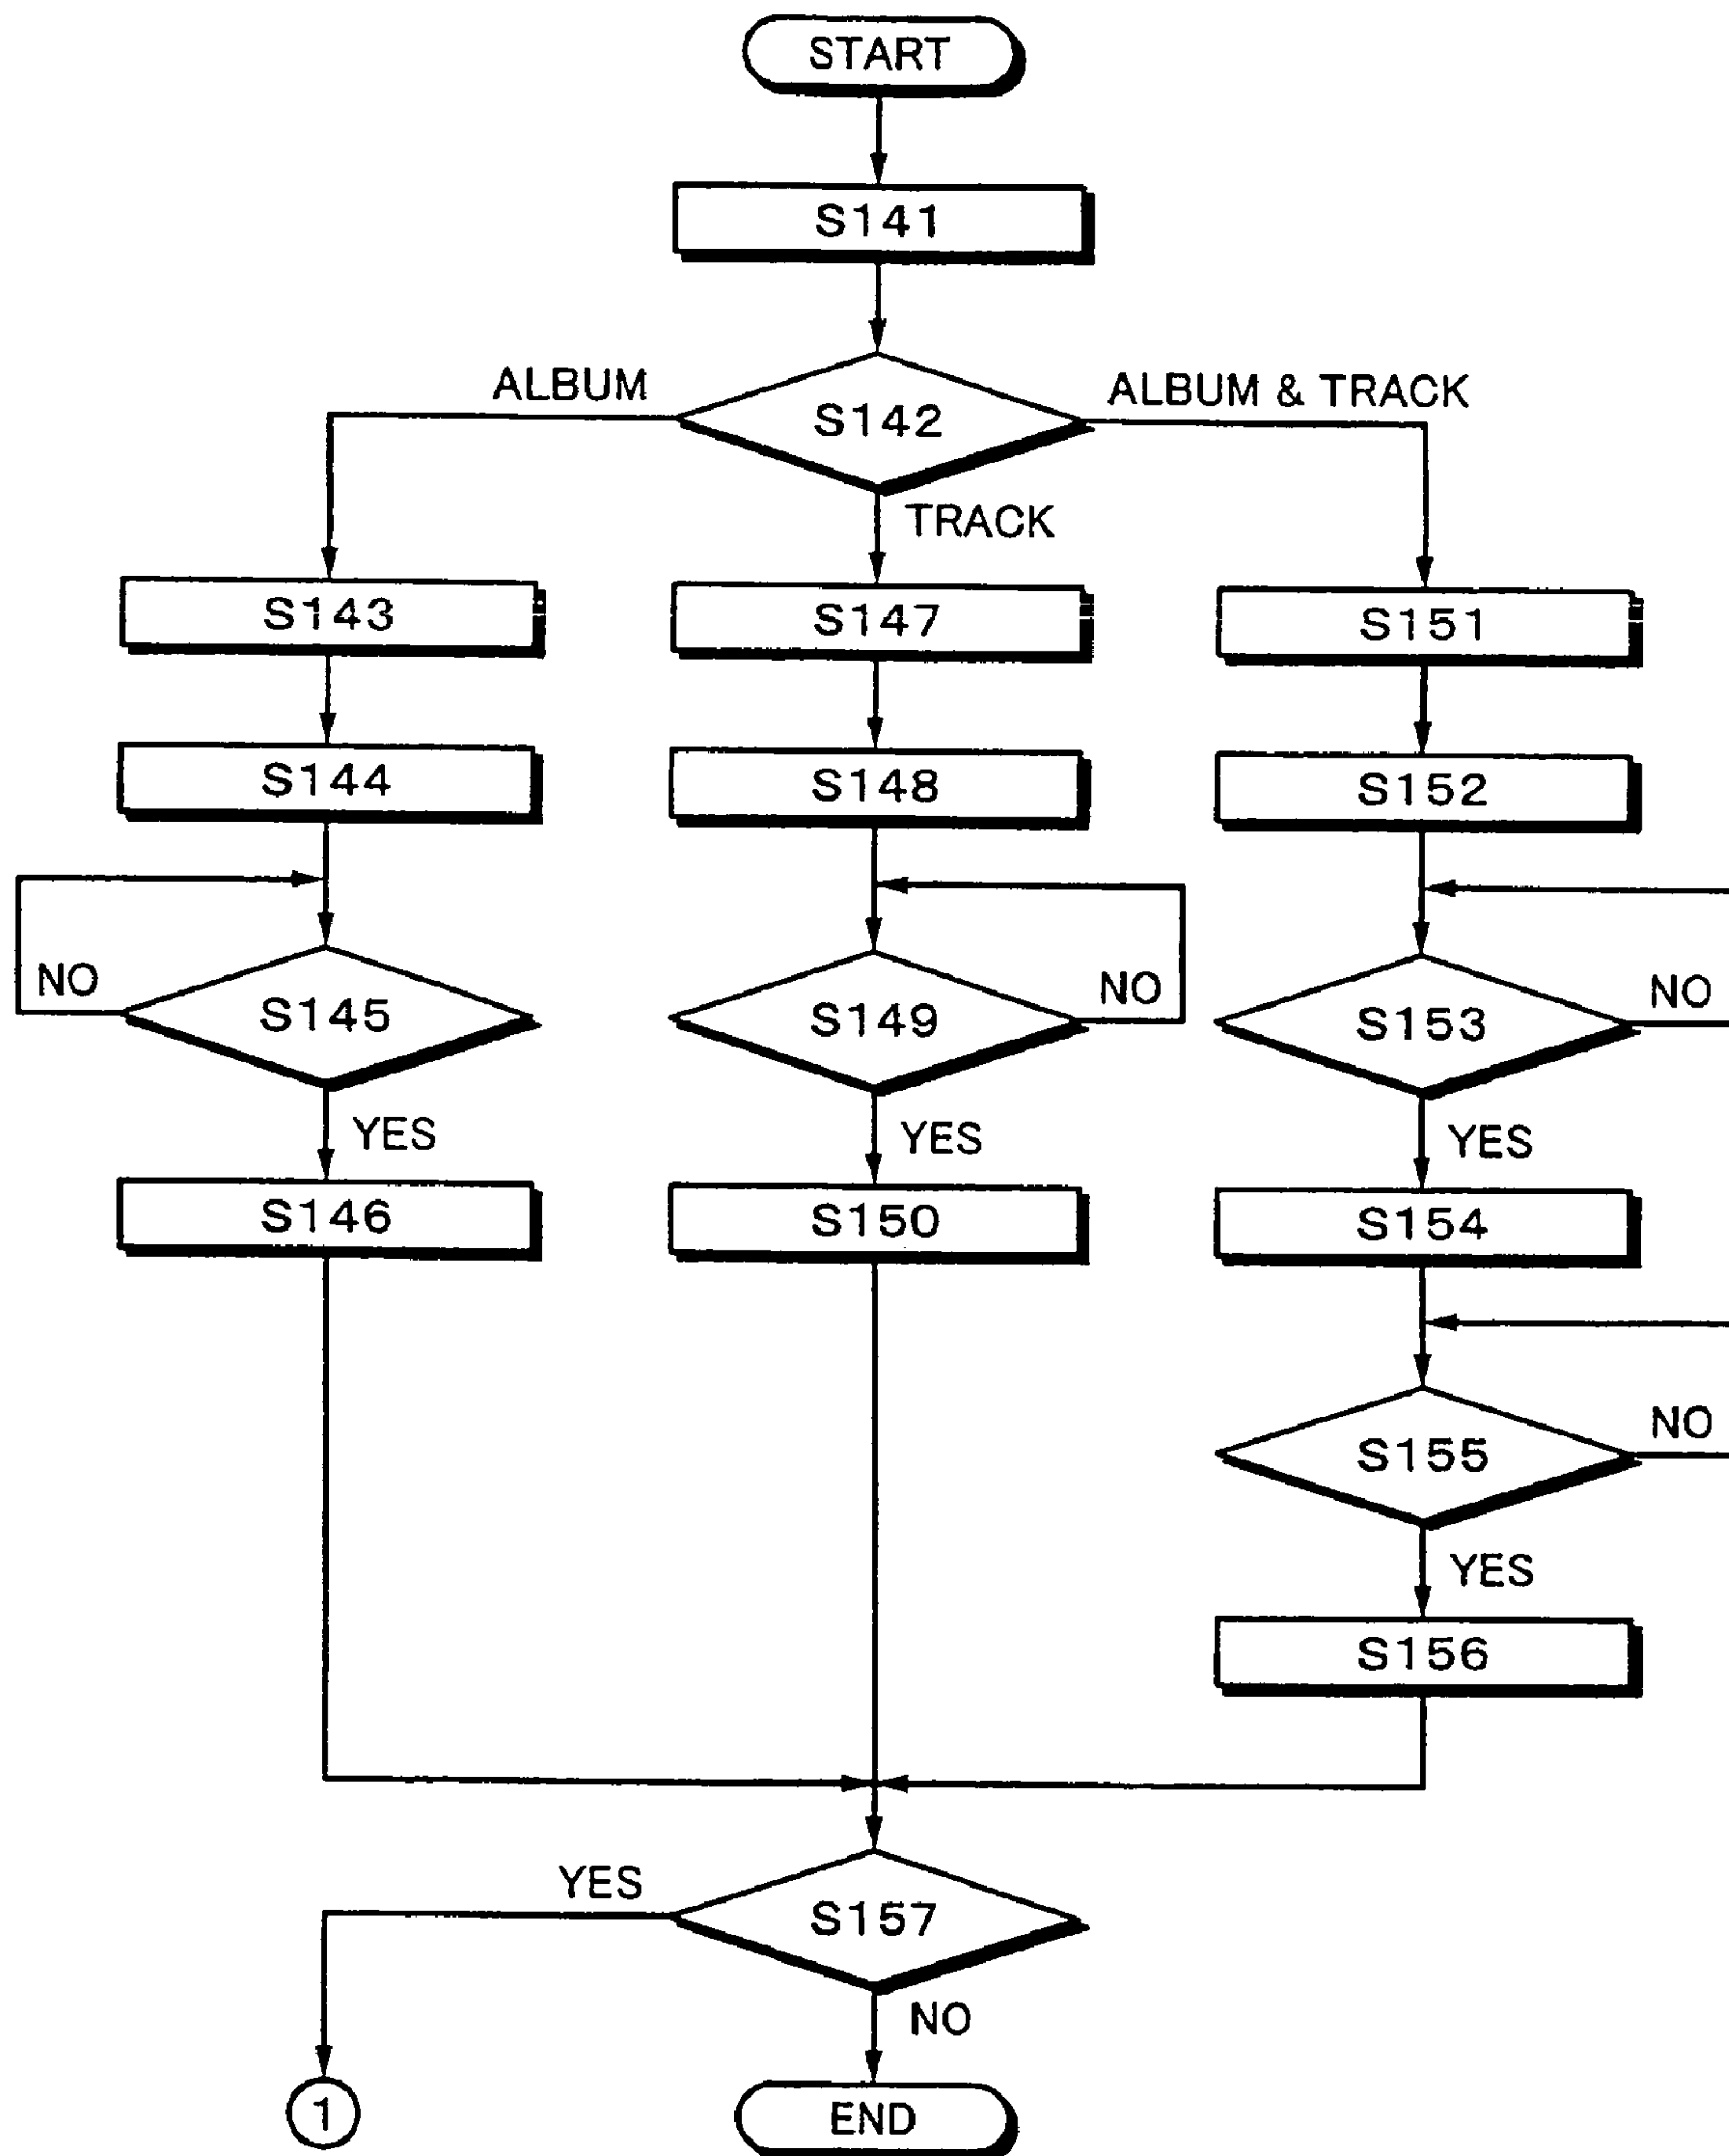 START
S141
ALBUM
S142
ALBUM & TRACK
TRACK
S143
S147
S151
S144
S148
S152
NO
S145
S149
NO
S153
NO
YES
YES
YES
S146
S150
S154
S155
NO
YES
S156
YES
S157
NO
1
END